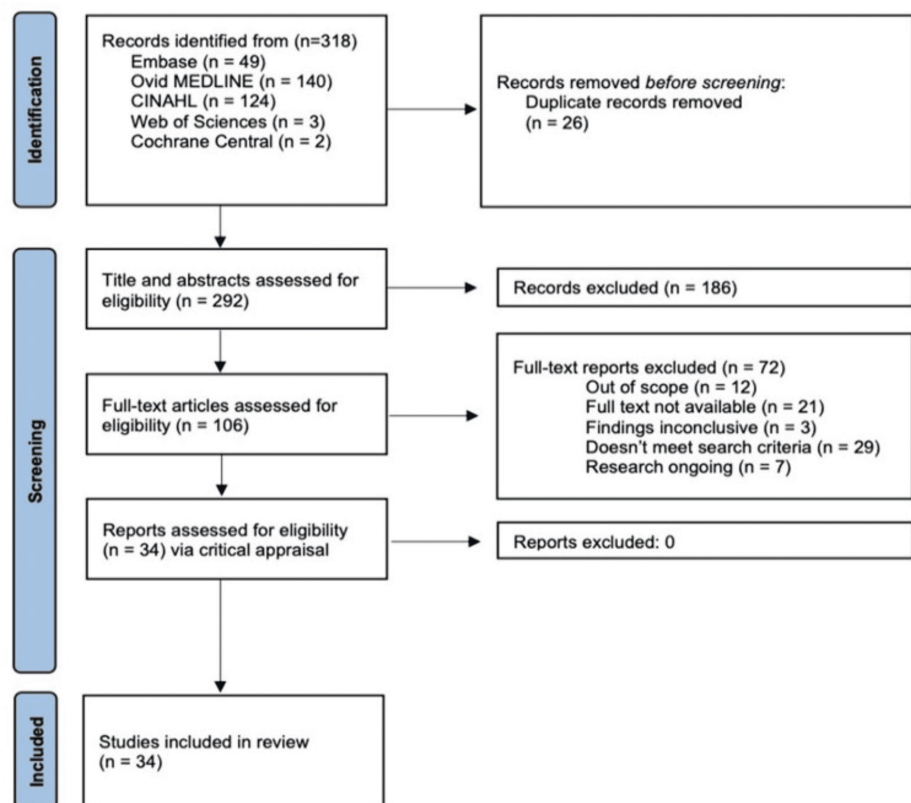 Identification
Records identified from (n=318)
Embase (n = 49)
Ovid MEDLINE (n = 140)
CINAHL (n = 124)
Web of Sciences (n = 3)
Cochrane Central (n = 2)
Records removed before screening:
Duplicate records removed
(n = 26)
Screening
Title and abstracts assessed for
eligibility (n = 292)
Records excluded (n = 186)
Full-text articles assessed for
eligibility (n = 106)
Full-text reports excluded (n = 72)
Out of scope (n = 12)
Full text not available (n = 21)
Findings inconclusive (n = 3)
Doesn't meet search criteria (n = 29)
Research ongoing (n = 7)
Reports assessed for eligibility
(n = 34) via critical appraisal
Reports excluded: 0
Included
Studies included in review
(n = 34)